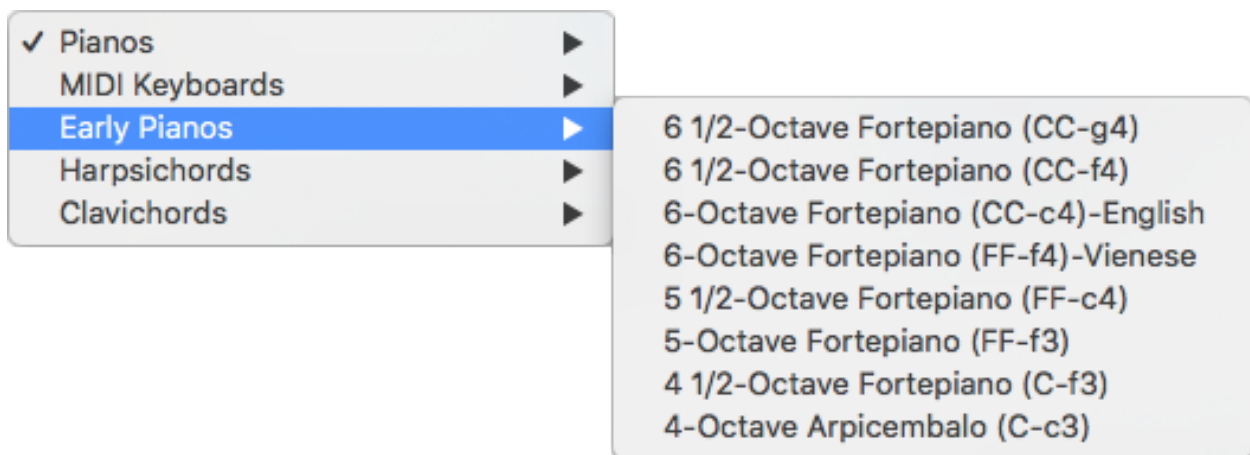 ✓ Pianos
MIDI Keyboards
Early Pianos
Harpsichords
Clavichords
6 1/2-Octave Fortepiano (CC-g4)
6 1/2-Octave Fortepiano (CC-f4)
6-Octave Fortepiano (CC-c4)-English
6-Octave Fortepiano (FF-f4)-Vienese
5 1/2-Octave Fortepiano (FF-c4)
5-Octave Fortepiano (FF-f3)
4 1/2-Octave Fortepiano (C-f3)
4-Octave Arpicembalo (C-c3)